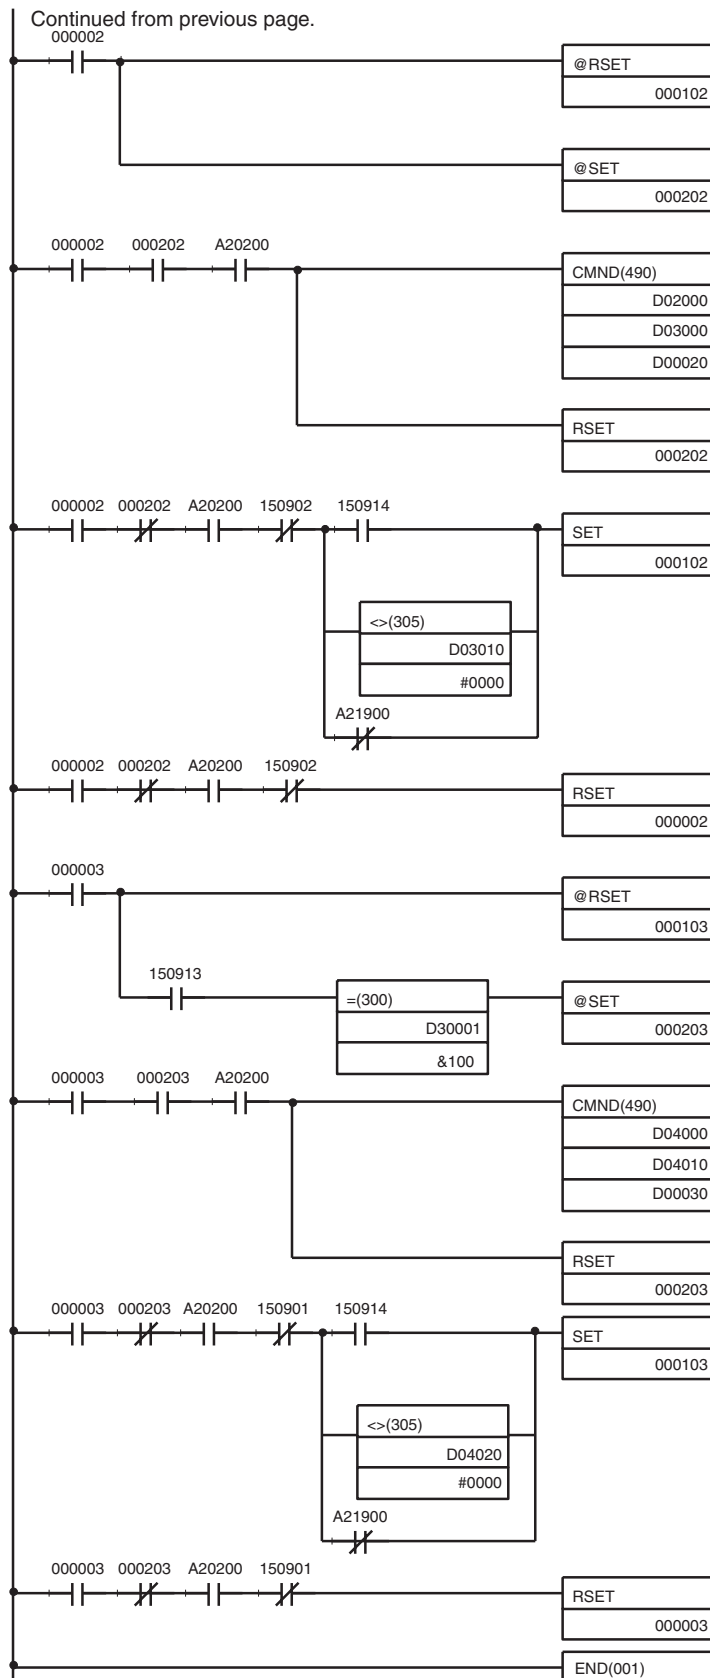 Continued from previous page.
000002
@RSET
000102
@SET
000202
000002 000202 A20200
CMND(490)
D02000
D03000
D00020
RSET
000202
000002 000202 A20200 150902 150914
SET
000102
<>(305)
D03010
#0000
A21900
000002 000202 A20200 150902
RSET
000002
000003
@RSET
000103
150913
=(300)
@SET
D30001
000203
&100
000003 000203 A20200
CMND(490)
D04000
D04010
D00030
RSET
000203
000003 000203 A20200 150901 150914
SET
000103
<>(305)
D04020
#0000
A21900
000003 000203 A20200 150901
RSET
000003
END(001)